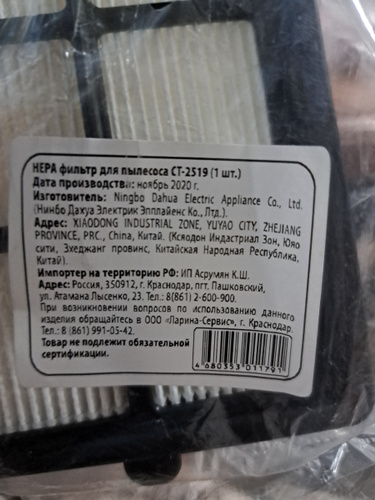 HEPA фильтр для пылесоса CT-2519 (1 шт.)
Дата производства: ноябрь 2020 г.
Изготовитель: Ningbo Dahua Electric Appliance Co., Ltd.
(Нинбо Дахуа Электрик Эпплайенс Ко., Лтд.).
Адрес: XIAODONG INDUSTRIAL ZONE, YUYAO CITY, ZHEJIANG
PROVINCE, PRC., China, Китай. (Ксяодон Индастриал Зон, Юяо
сити, Зхеджанг провинс, Китайская Народная Республика,
Китай).
Импортер на территорию РФ: ИП Асрумян К.Ш.
Адрес: Россия, 350912, г. Краснодар, пгт. Пашковский,
ул. Атамана Лысенко, 23. Тел.: 8(861) 2-600-900.
При возникновении вопросов по использованию данного
изделия обращайтесь в ООО «Ларина-Сервис», г. Краснодар.
Тел.: 8 (861) 991-05-42.
Товар не подлежит обязательной
сертификации.
4680353011791